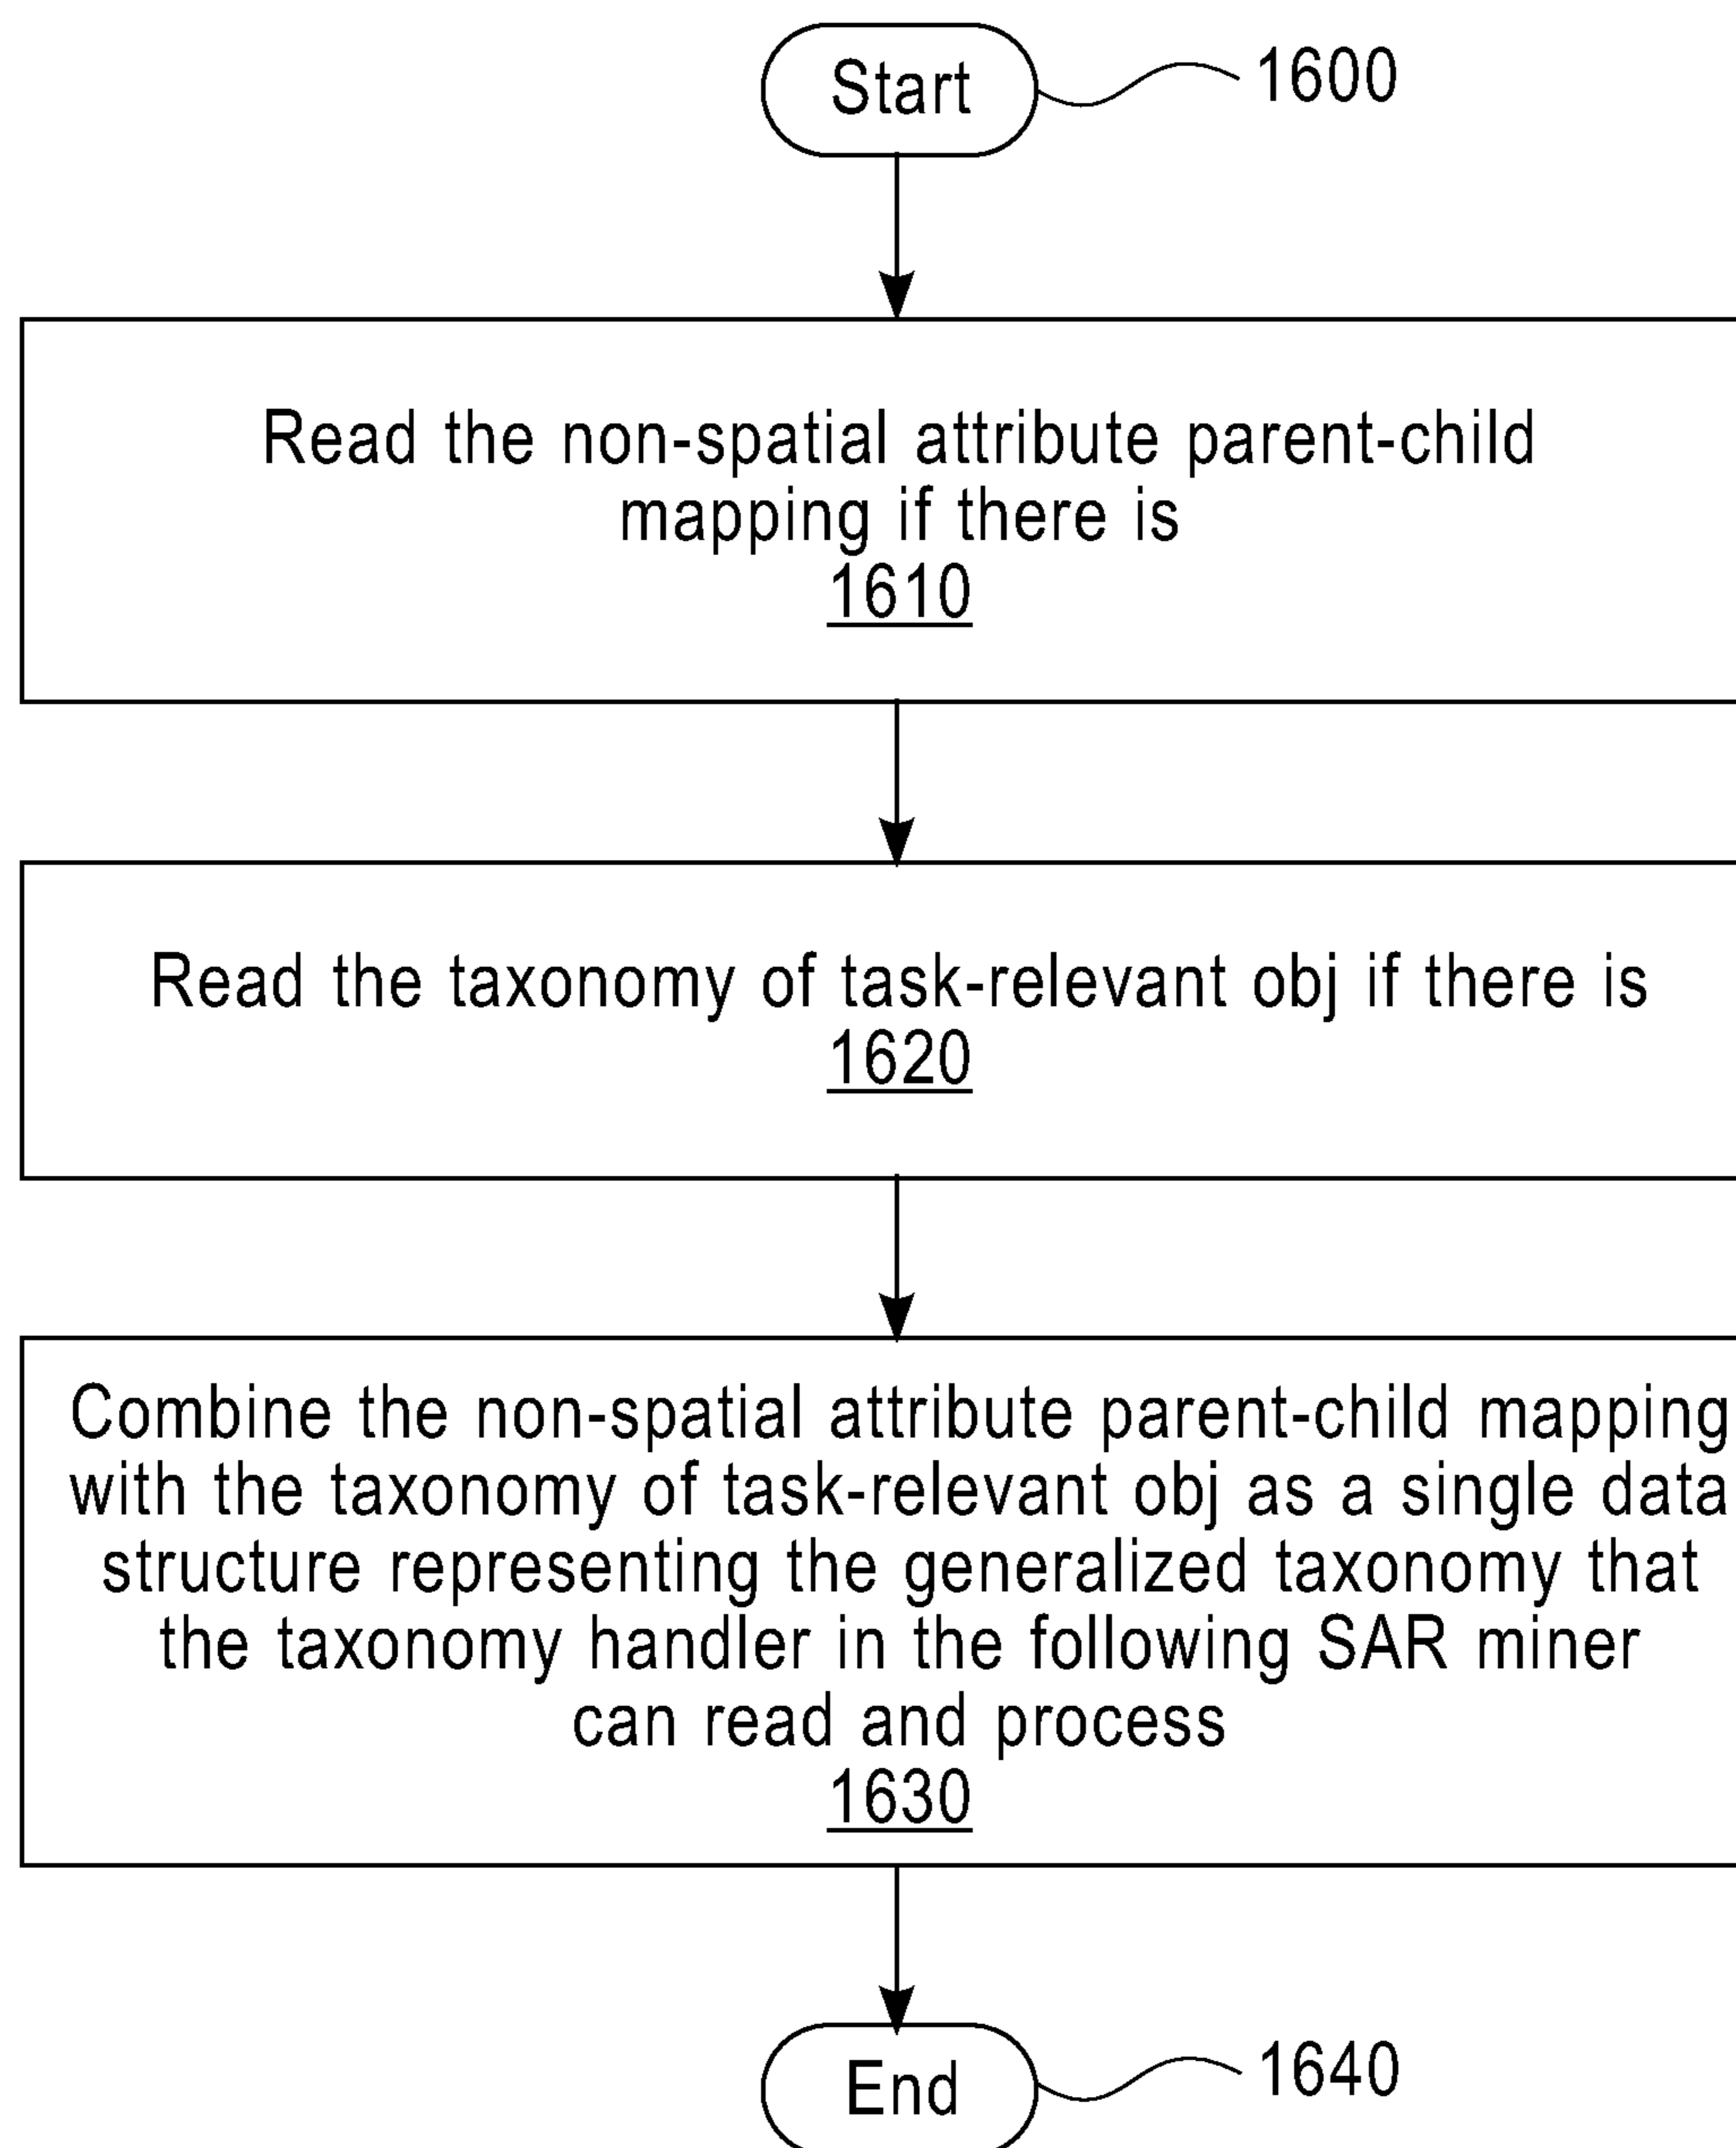 Start
1600
Read the non-spatial attribute parent-child
mapping if there is
1610
Read the taxonomy of task-relevant obj if there is
1620
Combine the non-spatial attribute parent-child mapping
with the taxonomy of task-relevant obj as a single data
structure representing the generalized taxonomy that
the taxonomy handler in the following SAR miner
can read and process
1630
End
1640